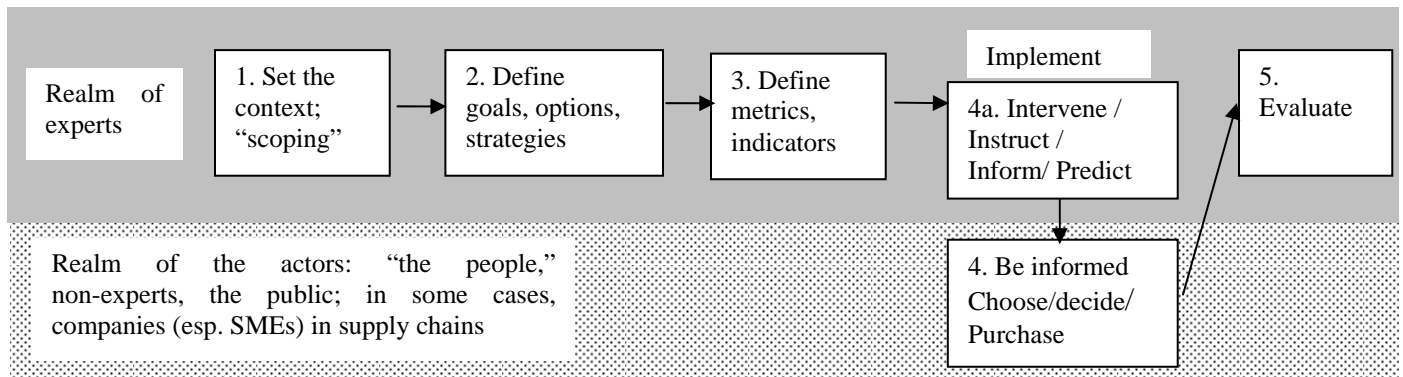 Realm of
experts
1. Set the
context;
“scoping”
2. Define
goals, options,
strategies
3. Define
metrics,
indicators
Implement
4a. Intervene /
Instruct /
Inform/ Predict
5.
Evaluate
Realm of the actors: “the people,”
non-experts, the public; in some cases,
companies (esp. SMEs) in supply chains
4. Be informed
Choose/decide/
Purchase